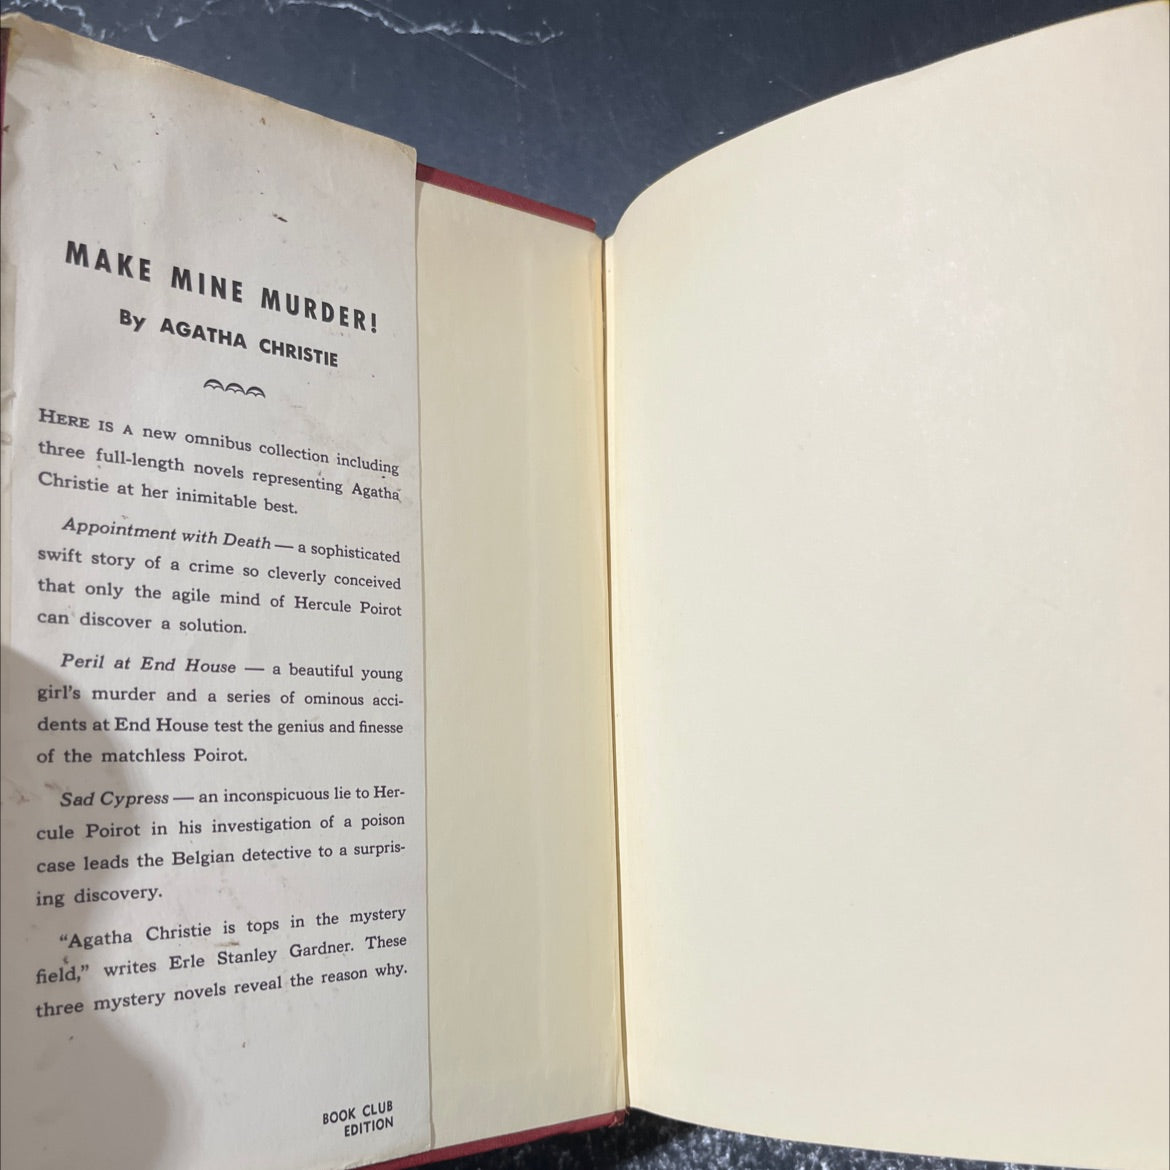 MAKE MINE MURDER!
By AGATHA CHRISTIE
HERE IS A new omnibus collection including
three full-length novels representing Agatha
Christie at her inimitable best.
Appointment with Death — a sophisticated
swift story of a crime so cleverly conceived
that only the agile mind of Hercule Poirot
can discover a solution.
Peril at End House — a beautiful young
girl's murder and a series of ominous acci-
dents at End House test the genius and finesse
of the matchless Poirot.
Sad Cypress — an inconspicuous lie to Her-
cule Poirot in his investigation of a poison
case leads the Belgian detective to a surpris-
ing discovery.
"Agatha Christie is tops in the mystery
field," writes Erle Stanley Gardner. These
three mystery novels reveal the reason why.
BOOK CLUB
EDITION